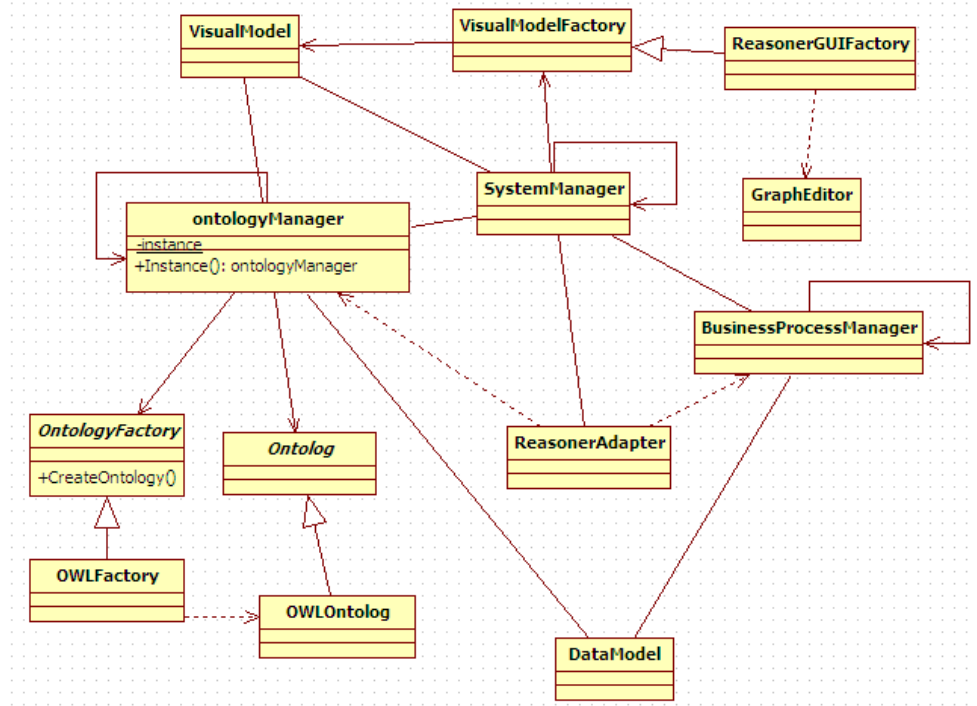 VisualModel
VisualModelFactory
ReasonerGUIFactory
SystemManager
GraphEditor
ontologyManager
-instance
+Instance(): ontologyManager
BusinessProcessManager
OntologyFactory
+CreateOntology()
Ontolog
ReasonerAdapter
OWLFactory
OWLOntolog
DataModel